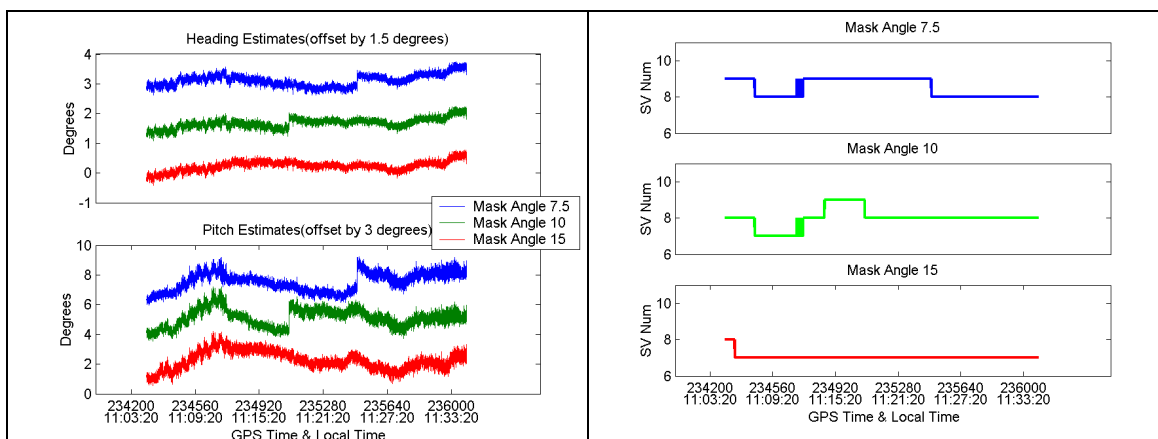 Heading Estimates(offset by 1.5 degrees)
4
3
2
1
0
-1
Degrees
Mask Angle 7.5
Mask Angle 10
Mask Angle 15
Pitch Estimates(offset by 3 degrees)
10
8
6
4
2
0
Degrees
234200 234560 234920 235280 235640 236000
11:03:20 11:09:20 11:15:20 11:21:20 11:27:20 11:33:20
GPS Time & Local Time
Mask Angle 7.5
10
8
6
SV Num
Mask Angle 10
10
8
6
SV Num
Mask Angle 15
10
8
6
SV Num
234200 234560 234920 235280 235640 236000
11:03:20 11:09:20 11:15:20 11:21:20 11:27:20 11:33:20
GPS Time & Local Time